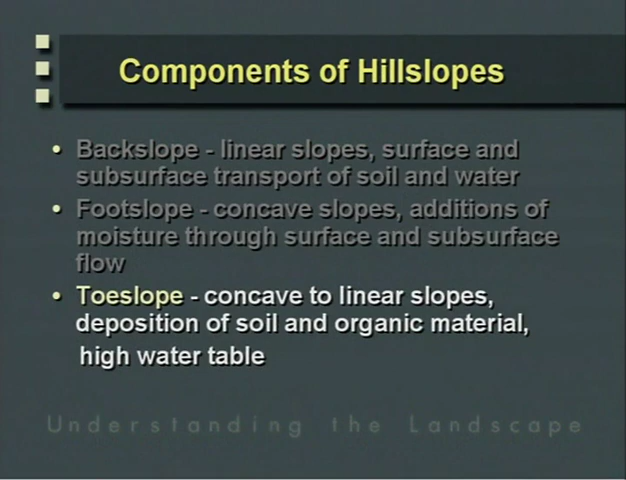 Components of Hillslopes
• Backslope - linear slopes, surface and
subsurface transport of soil and water
• Footslope - concave slopes, additions of
moisture through surface and subsurface
flow
• Toeslope - concave to linear slopes,
deposition of soil and organic material,
high water table
Understanding the Landscape